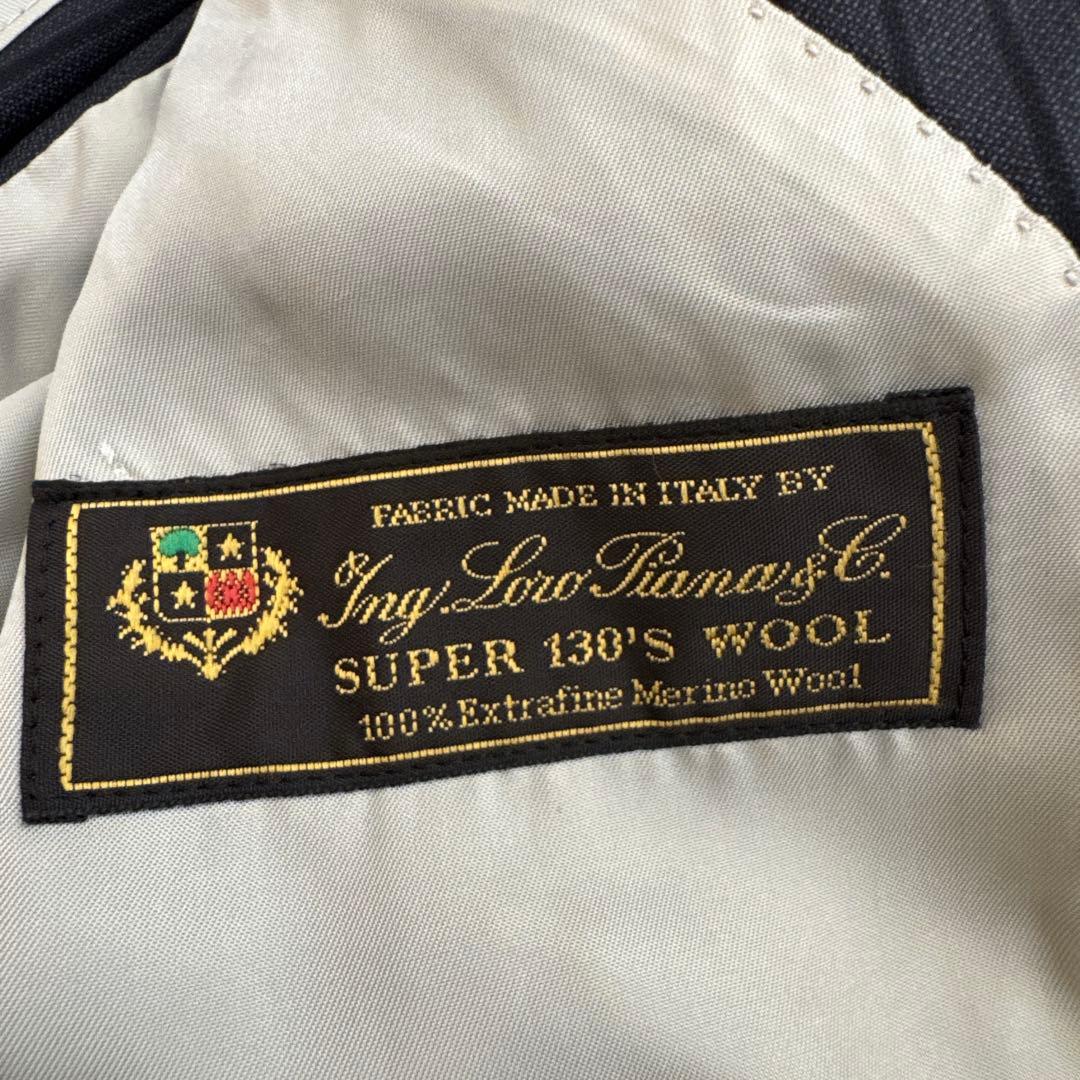 FABRIC MADE IN ITALY BY
Ing. Loro Piana & C.
SUPER 130'S WOOL
100% Extrafine Merino Wool